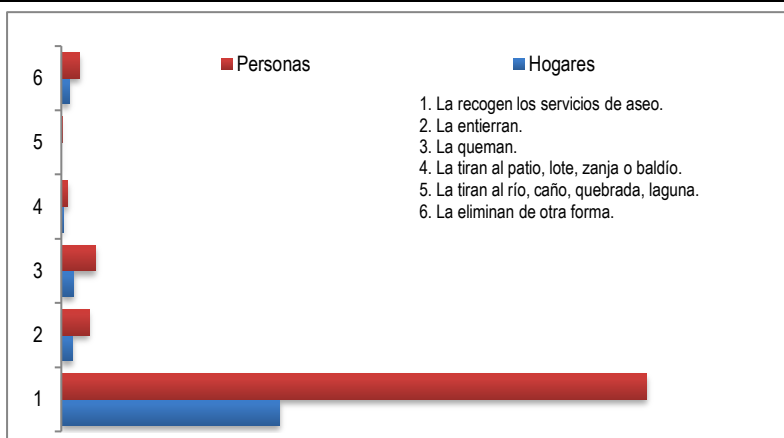 Personas
Hogares
1. La recogen los servicios de aseo.
2. La entierran.
3. La queman.
4. La tiran al patio, lote, zanja o baldío.
5. La tiran al río, caño, quebrada, laguna.
6. La eliminan de otra forma.
6
5
4
3
2
1